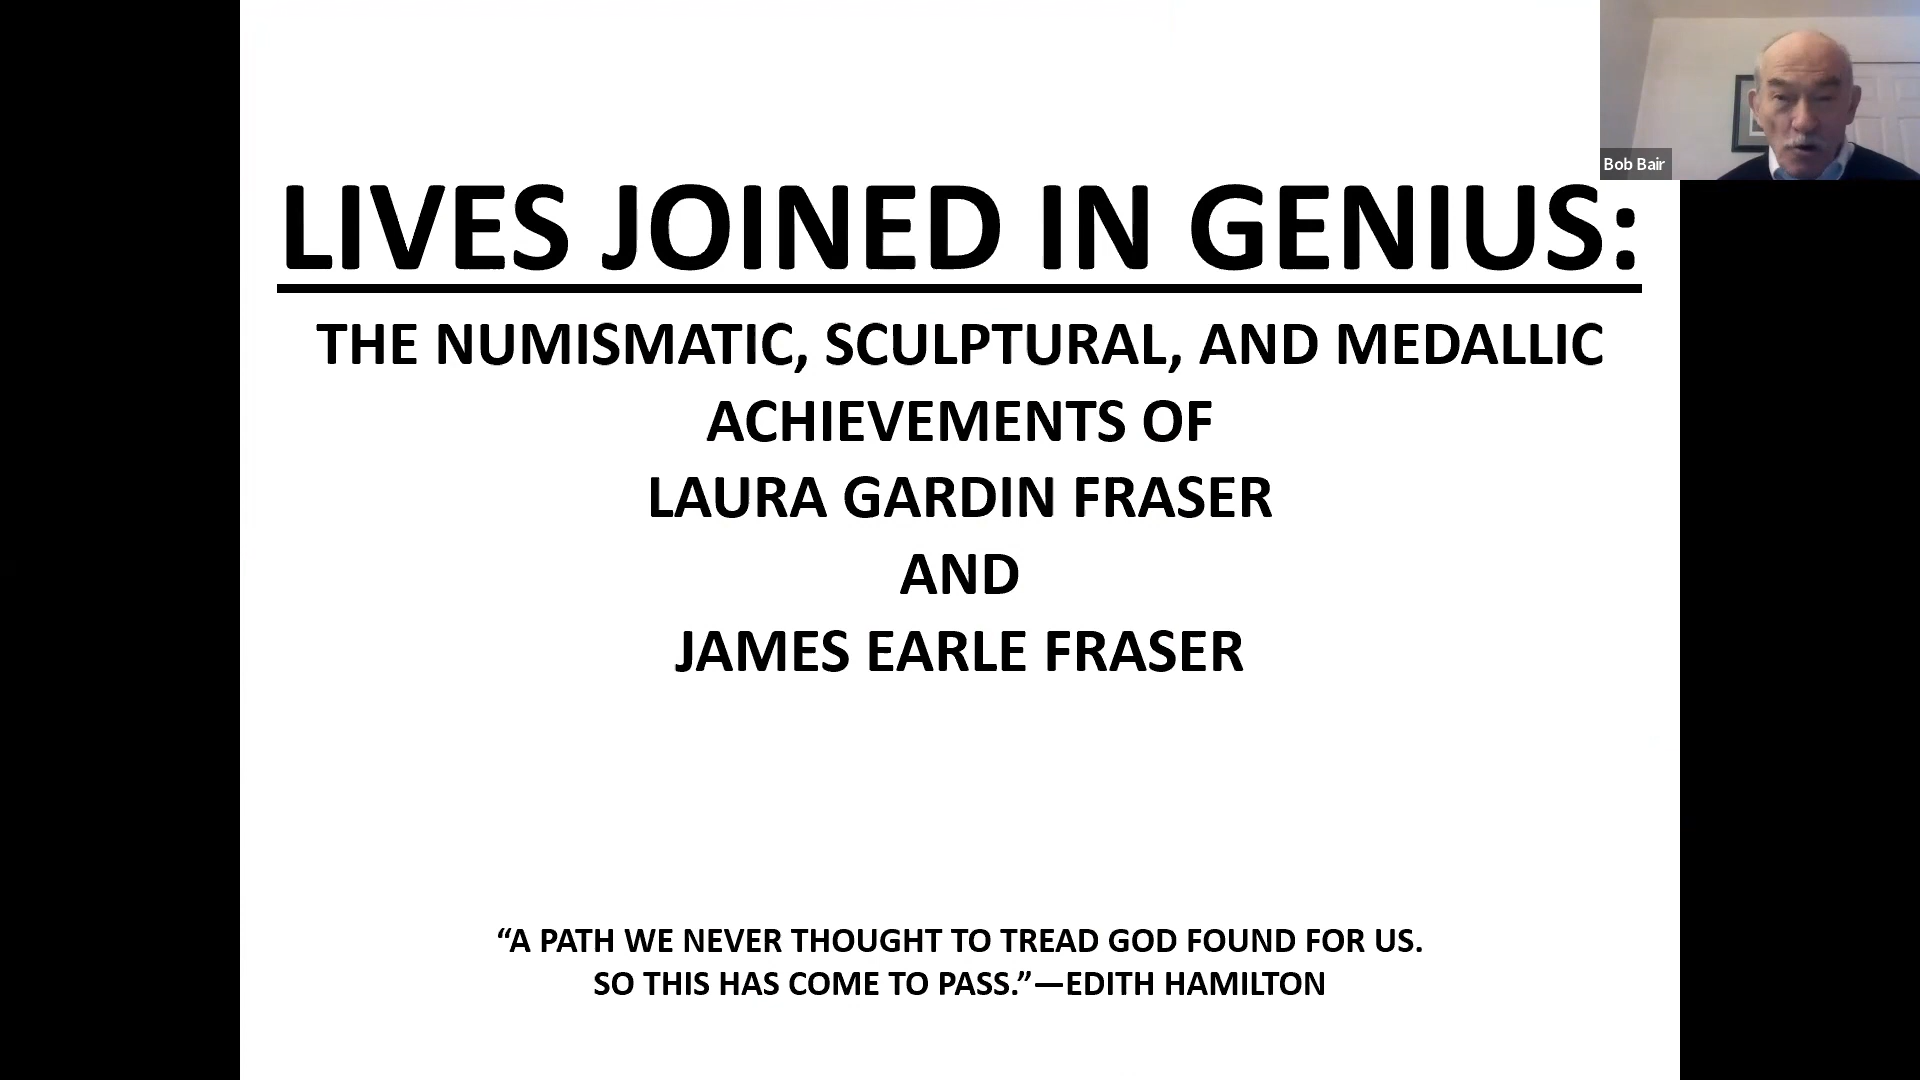 LIVES JOINED IN GENIUS:
THE NUMISMATIC, SCULPTURAL, AND MEDALLIC
ACHIEVEMENTS OF
LAURA GARDIN FRASER
AND
JAMES EARLE FRASER
“A PATH WE NEVER THOUGHT TO TREAD GOD FOUND FOR US.
SO THIS HAS COME TO PASS.”—EDITH HAMILTON
Bob Bair